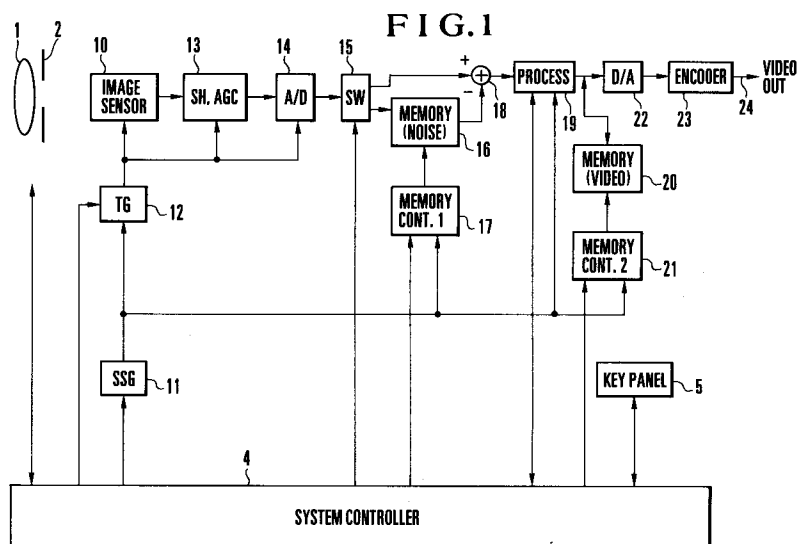 FIG.1
1
2
10
IMAGE
SENSOR
13
SH. AGC
14
A/D
15
SW
+
−
+
18
PROCESS
19
D/A
22
ENCOOER
23
24
VIDEO
OUT
MEMORY
(NOISE)
16
MEMORY
(VIDEO)
20
TG
12
MEMORY
CONT. 1
17
MEMORY
CONT. 2
21
SSG
11
KEY PANEL
5
4
SYSTEM CONTROLLER